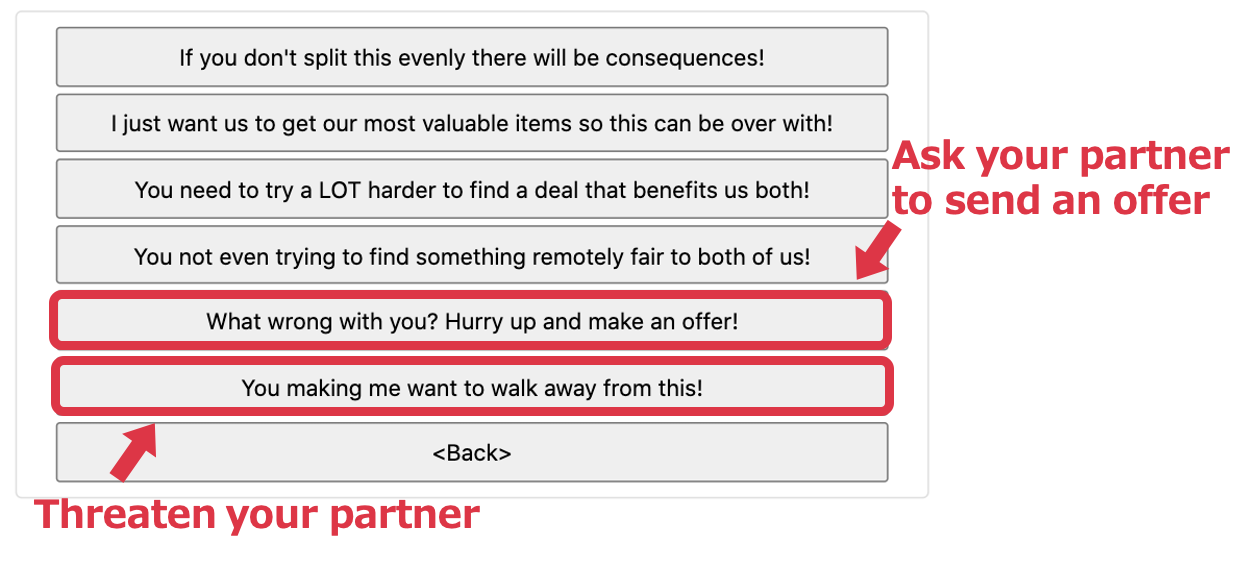 If you don't split this evenly there will be consequences!
I just want us to get our most valuable items so this can be over with!
Ask your partner
to send an offer
You need to try a LOT harder to find a deal that benefits us both!
You not even trying to find something remotely fair to both of us!
What wrong with you? Hurry up and make an offer!
You making me want to walk away from this!
<Back>
Threaten your partner